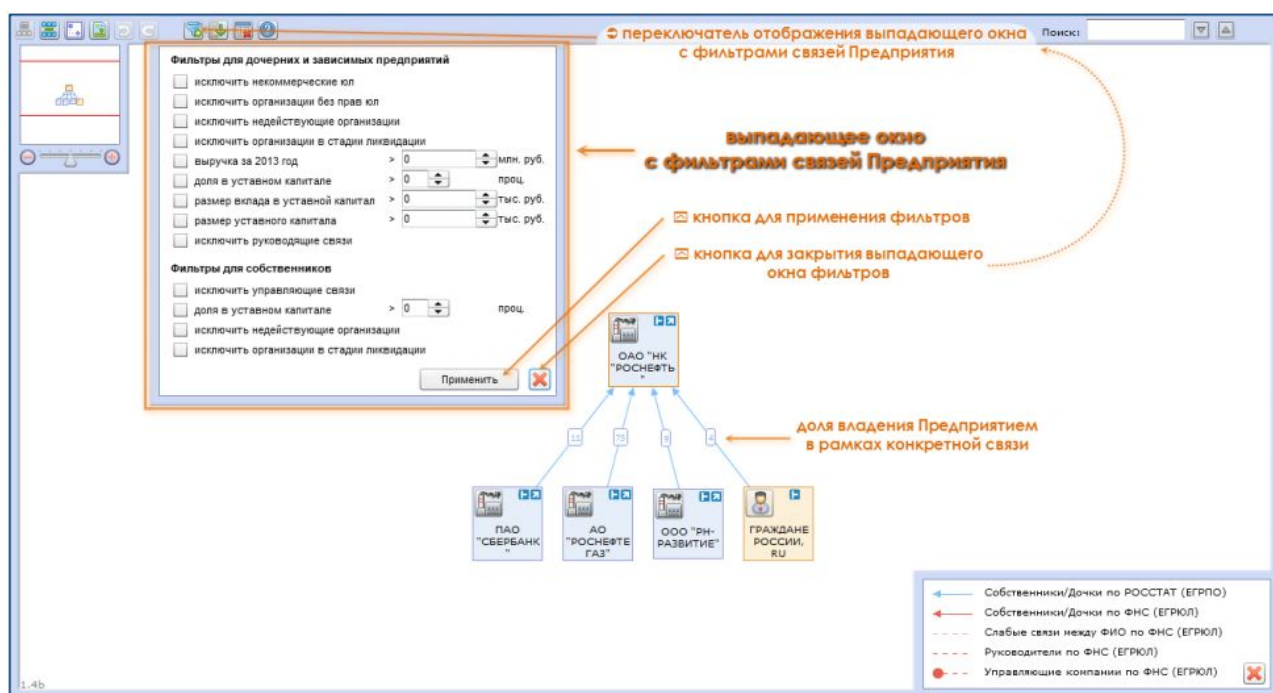 ➲ переключатель отображения выпадающего окна
с фильтрами связей Предприятия
Поиск:
Фильтры для дочерних и зависимых предприятий
исключить некоммерческие юл
исключить организации без прав юл
исключить недействующие организации
исключить организации в стадии ликвидации
выручка за 2013 год > 0 млн. руб.
доля в уставном капитале > 0 проц.
размер вклада в уставной капитал > 0 тыс. руб.
размер уставного капитала > 0 тыс. руб.
исключить руководящие связи
Фильтры для собственников
исключить управляющие связи
доля в уставном капитале > 0 проц.
исключить недействующие организации
исключить организации в стадии ликвидации
Применить
выпадающее окно
с фильтрами связей Предприятия
кнопка для применения фильтров
кнопка для закрытия выпадающего
окна фильтров
ОАО "НК
"РОСНЕФТЬ
"
11 75 9 4
доля владения Предприятием
в рамках конкретной связи
ПАО
"СБЕРБАНК
"
АО
"РОСНЕФТЕ
ГАЗ"
ООО "РН-
РАЗВИТИЕ"
ГРАЖДАНЕ
РОССИИ,
RU
Собственники/Дочки по РОССТАТ (ЕГРПО)
Собственники/Дочки по ФНС (ЕГРЮЛ)
Слабые связи между ФИО по ФНС (ЕГРЮЛ)
Руководители по ФНС (ЕГРЮЛ)
Управляющие компании по ФНС (ЕГРЮЛ)
1.4b